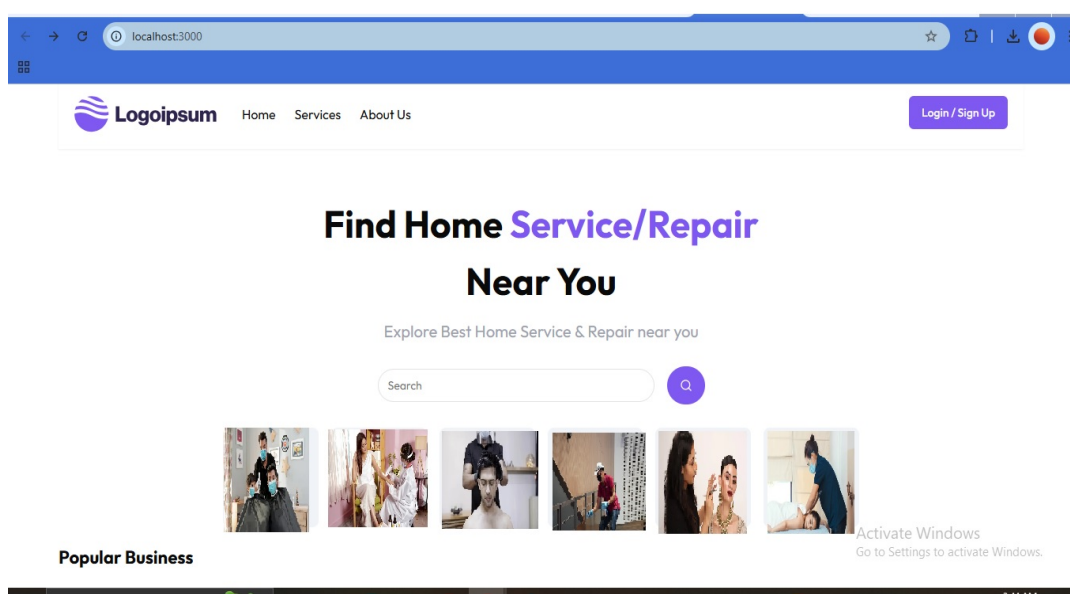 localhost:3000
Logoipsum Home Services About Us Login / Sign Up
Find Home Service/Repair
Near You
Explore Best Home Service & Repair near you
Search
Activate Windows
Go to Settings to activate Windows.
Popular Business